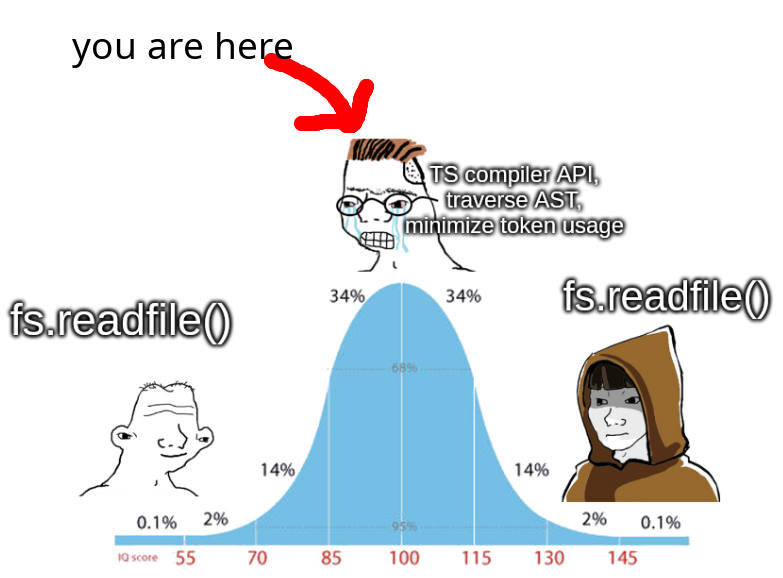 you are here
TS compiler API,
traverse AST,
minimize token usage
34%
34%
fs.readfile()
fs.readfile()
68%
14%
14%
0.1%
2%
95%
2%
0.1%
IQ score
55
70
85
100
115
130
145